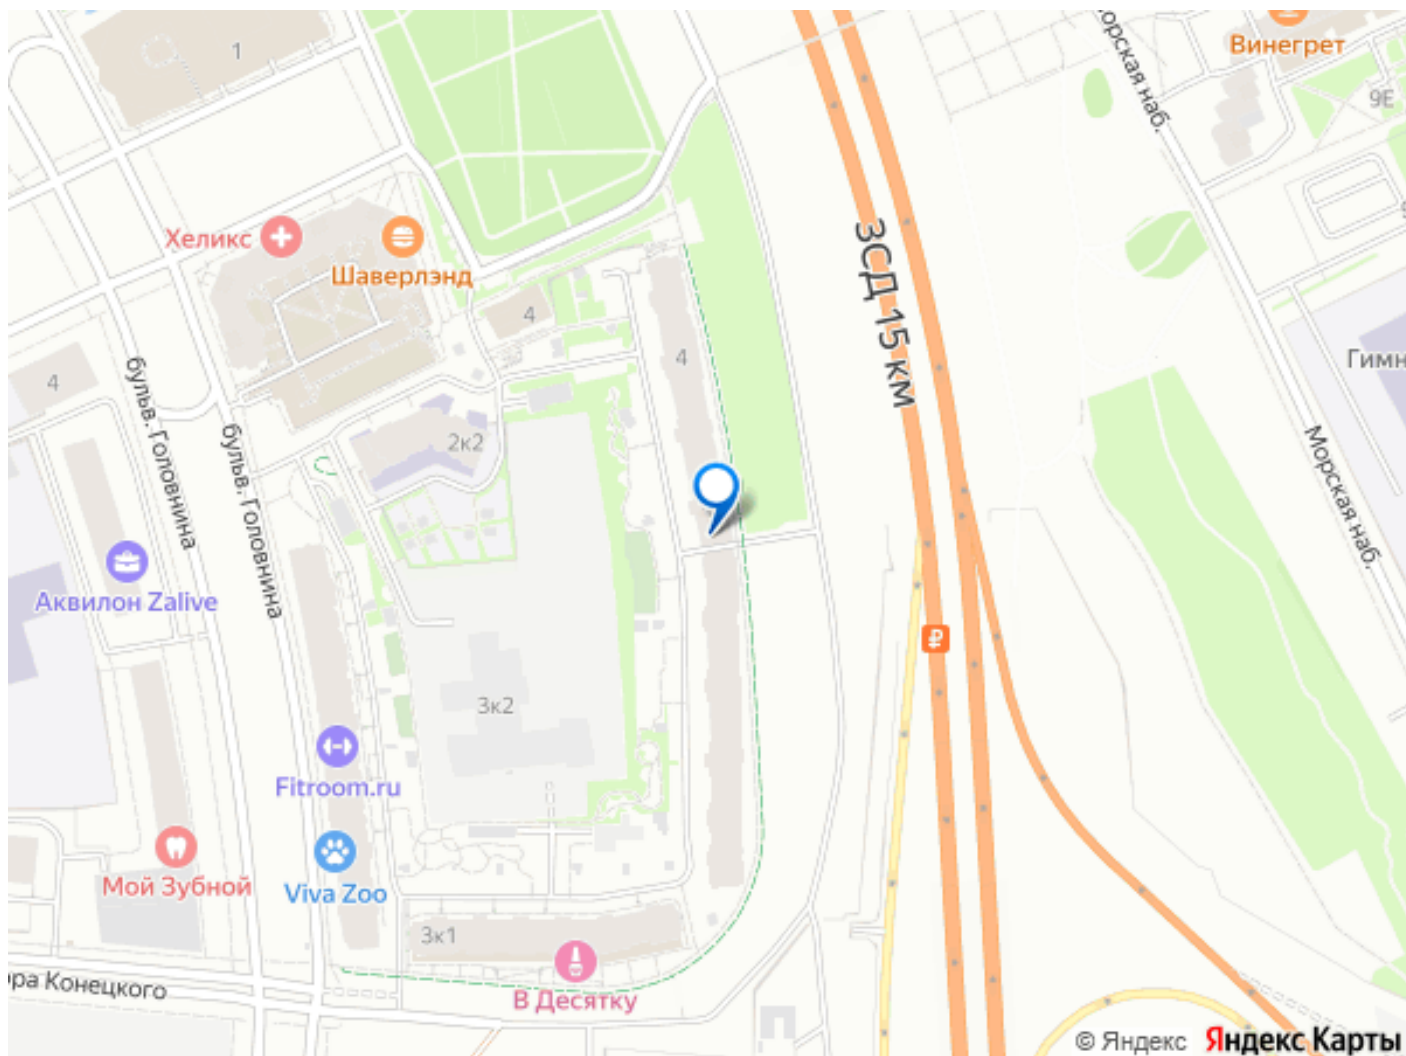 1
орская наб.
Винегрет
9Е
Хеликс
Шаверлэнд
ЗСД 15 км
4
4
4
Гимн
бульв. Головнина
бульв. Головнина
2к2
Морская наб.
Аквилон Zalive
₽
3к2
Fitroom.ru
Мой Зубной
Viva Zoo
3к1
В Десятку
ора Конецкого
© Яндекс Яндекс Карты